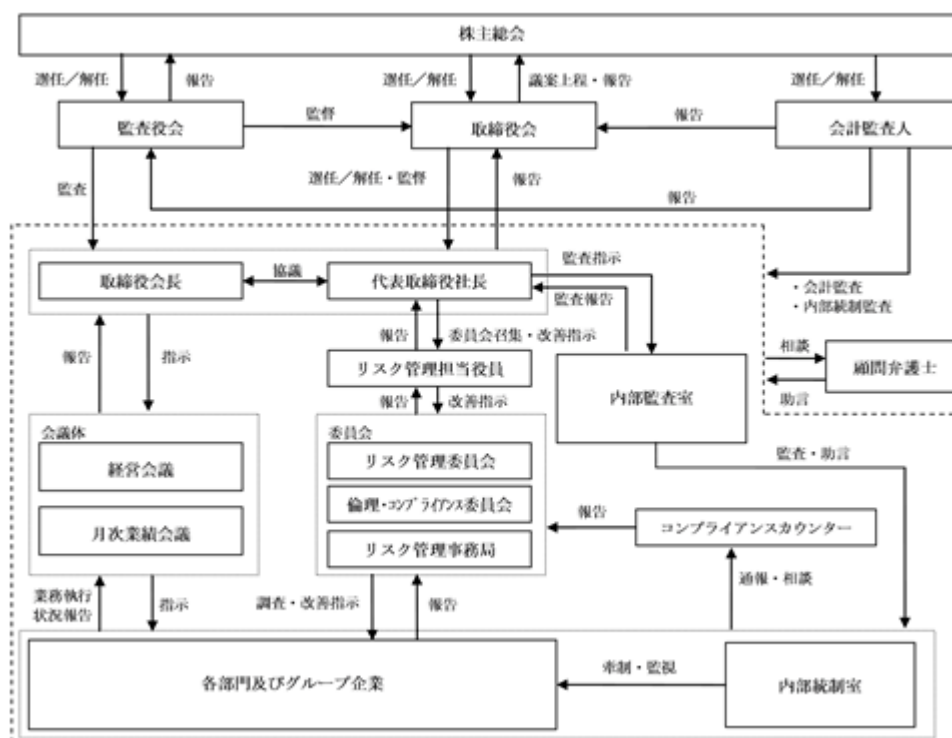 株主総会
選任／解任
報告
選任／解任
議案上程・報告
選任／解任
監査役会
監督
取締役会
報告
会計監査人
監査
選任／解任・監督
報告
報告
取締役会長
協議
代表取締役社長
監査指示
監査報告
・会計監査
・内部統制監査
報告
指示
報告
委員会召集・改善指示
リスク管理担当役員
報告
改善指示
内部監査室
相談
助言
顧問弁護士
会議体
経営会議
月次業績会議
委員会
リスク管理委員会
倫理・コンプライアンス委員会
リスク管理事務局
監査・助言
報告
コンプライアンスカウンター
業務執行
状況報告
指示
調査・改善指示
報告
通報・相談
各部門及びグループ企業
牽制・監視
内部統制室